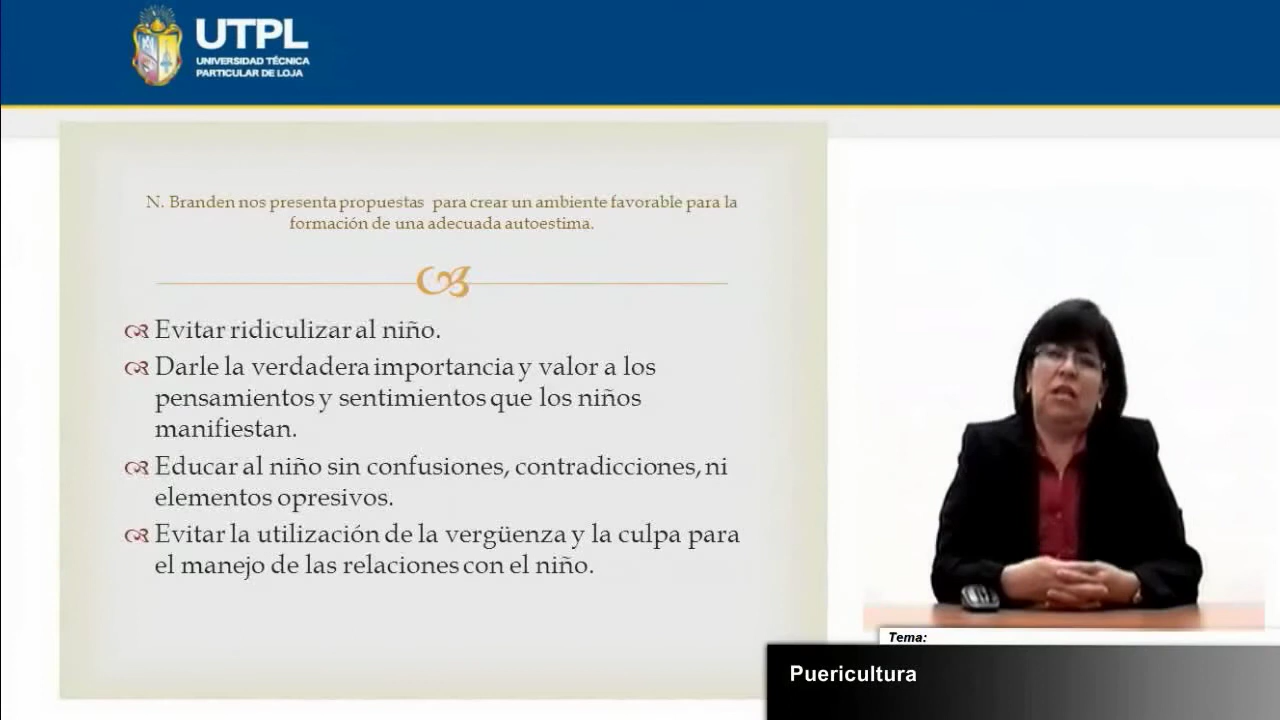 UTPL
UNIVERSIDAD TÉCNICA
PARTICULAR DE LOJA
N. Branden nos presenta propuestas para crear un ambiente favorable para la
formación de una adecuada autoestima.
Evitar ridiculizar al niño.
Darle la verdadera importancia y valor a los
pensamientos y sentimientos que los niños
manifiestan.
Educar al niño sin confusiones, contradicciones, ni
elementos opresivos.
Evitar la utilización de la vergüenza y la culpa para
el manejo de las relaciones con el niño.
Tema:
Puericultura